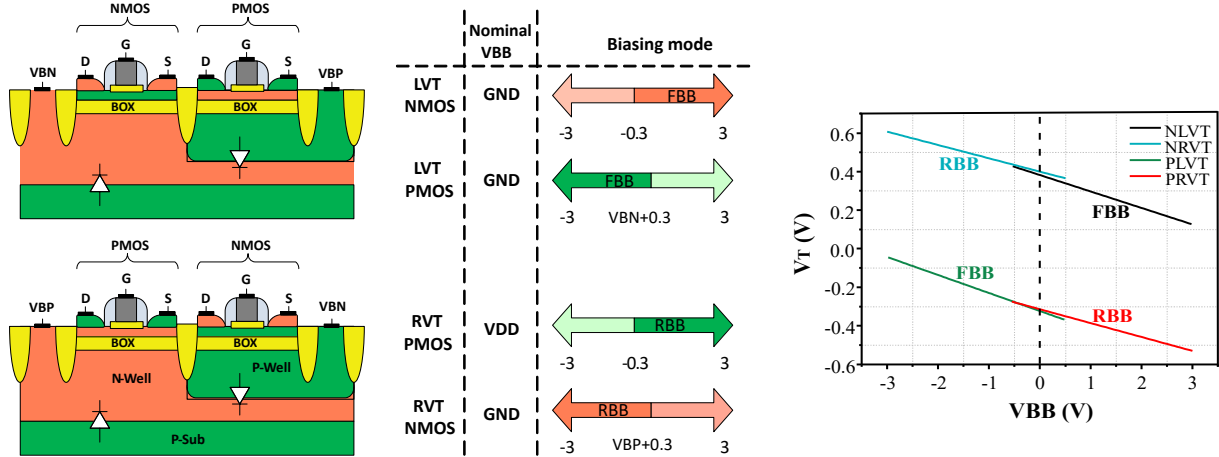 NMOS
PMOS
G
G
VBN
D
S
D
S
VBP
BOX
BOX
PMOS
NMOS
G
G
VBP
D
S
D
S
VBN
BOX
BOX
N-Well
P-Well
P-Sub
Nominal
VBB
Biasing mode
LVT
NMOS
GND
FBB
-3
-0.3
3
LVT
PMOS
GND
FBB
-3
VBN+0.3
3
RVT
PMOS
VDD
RBB
-3
-0.3
3
RVT
NMOS
GND
RBB
-3
VBP+0.3
3
0.6
0.4
0.2
0.0
-0.2
-0.4
-0.6
VT (V)
NLVT
NRVT
PLVT
PRVT
RBB
FBB
FBB
RBB
-3
-2
-1
0
1
2
3
VBB (V)